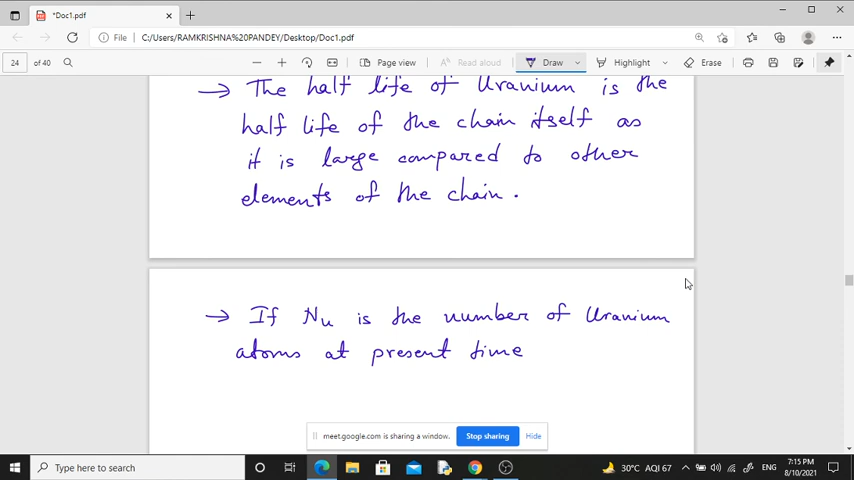 *Doc1.pdf
File C:/Users/RAMKRISHNA%20PANDEY/Desktop/Doc1.pdf
24 of 40 Page view Read aloud Draw Highlight Erase
→ The half life of Uranium is the
half life of the chain itself as
it is large compared to other
elements of the chain.
→ If Nu is the number of Uranium
atoms at present time
meet.google.com is sharing a window. Stop sharing Hide
Type here to search 30°C AQI 67 ENG 7:15 PM
8/10/2021